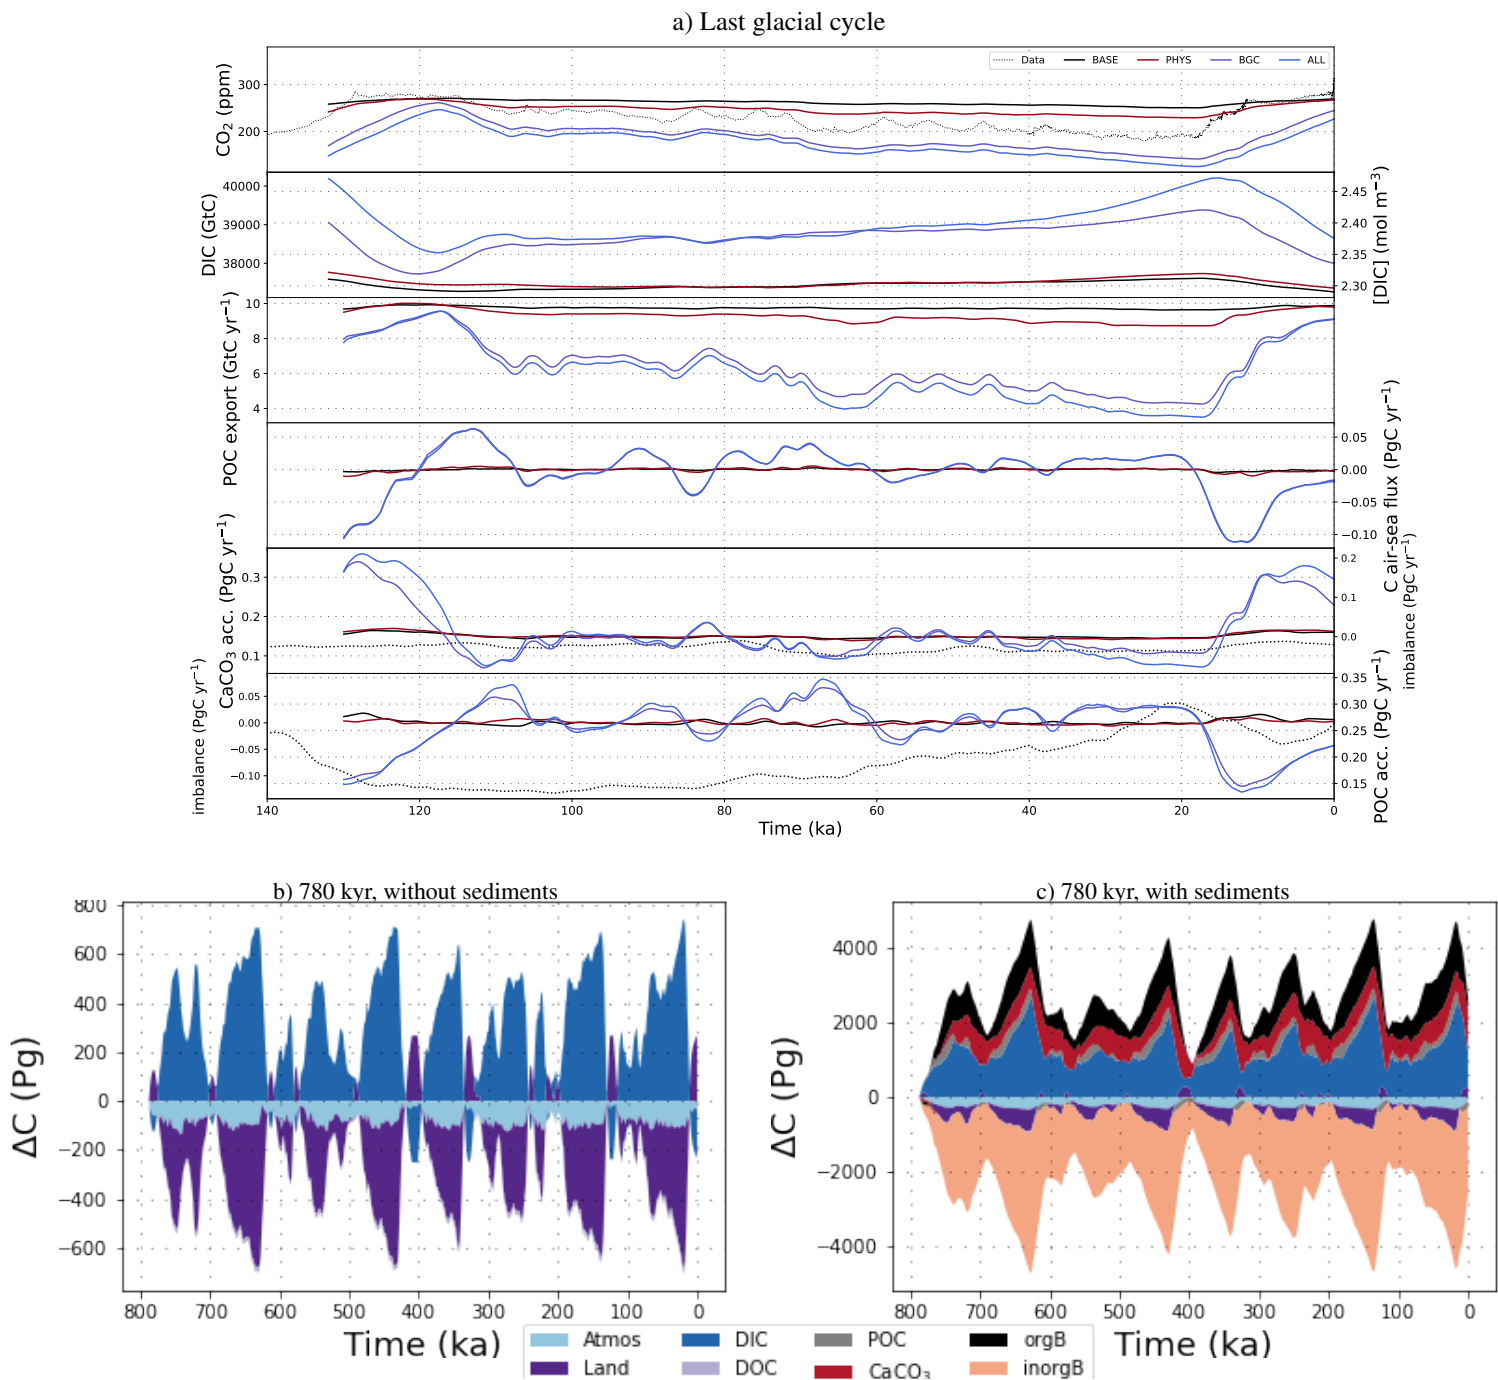 a) Last glacial cycle
Data BASE PHYS BGC ALL
CO2 (ppm)
300
200
DIC (GtC)
40000
39000
38000
[DIC] (mol m−3)
2.45
2.40
2.35
2.30
POC export (GtC yr−1)
10
8
6
4
C air-sea flux (PgC yr−1)
0.05
0.00
−0.05
−0.10
CaCO3 acc. (PgC yr−1)
0.3
0.2
0.1
imbalance (PgC yr−1)
0.2
0.1
0.0
imbalance (PgC yr−1)
0.05
0.00
−0.05
−0.10
POC acc. (PgC yr−1)
0.35
0.30
0.25
0.20
0.15
140 120 100 80 60 40 20 0
Time (ka)
b) 780 kyr, without sediments
ΔC (Pg)
800
600
400
200
0
−200
−400
−600
800 700 600 500 400 300 200 100 0
Time (ka)
c) 780 kyr, with sediments
ΔC (Pg)
4000
2000
0
−2000
−4000
800 700 600 500 400 300 200 100 0
Time (ka)
Atmos DIC POC orgB
Land DOC CaCO3 inorgB